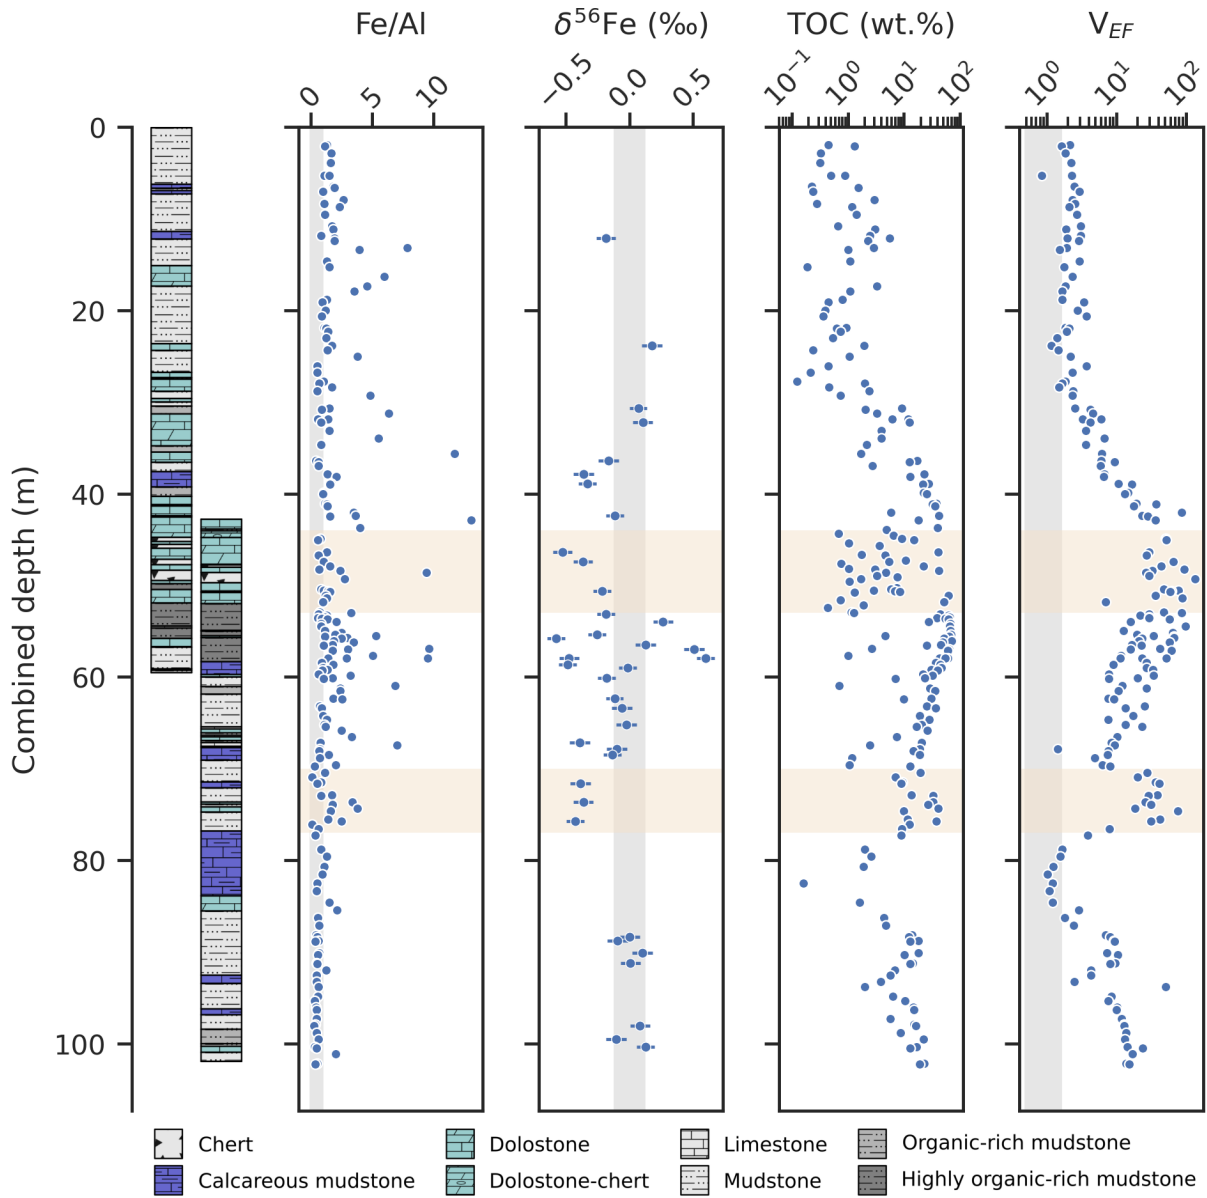 Fe/Al δ⁵⁶Fe (‰) TOC (wt.%) V_EF
0 5 10 −0.5 0.0 0.5 10⁻¹ 10⁰ 10¹ 10² 10⁰ 10¹ 10²
0
20
40
60
80
100
Combined depth (m)
Chert Dolostone Limestone Organic-rich mudstone
Calcareous mudstone Dolostone-chert Mudstone Highly organic-rich mudstone